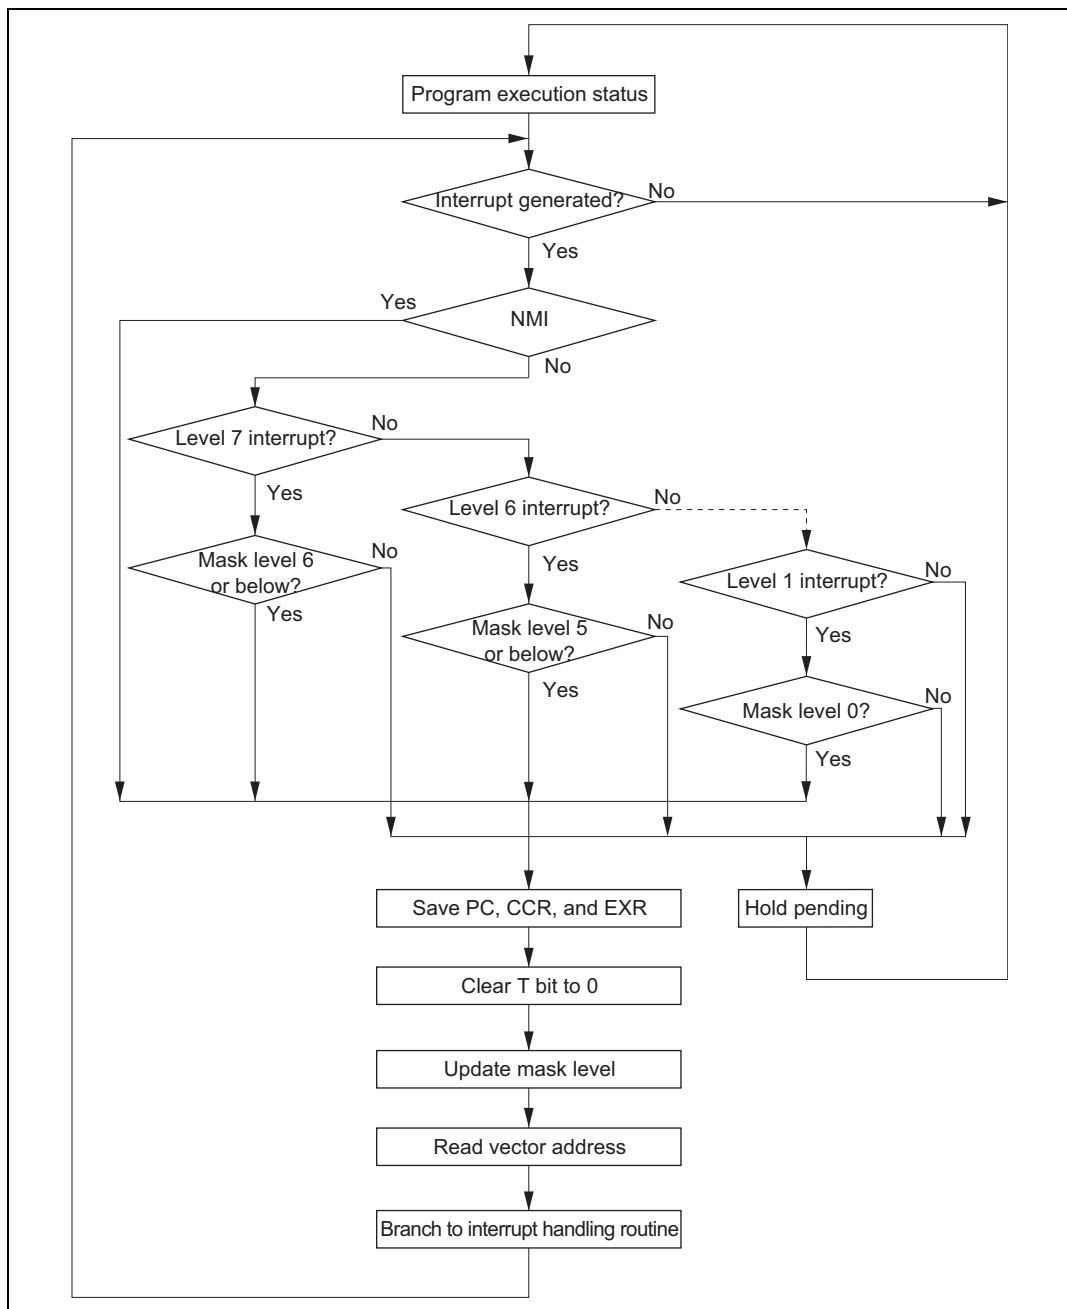 Program execution status
Interrupt generated?
No
Yes
Yes
NMI
No
Level 7 interrupt?
No
Yes
Level 6 interrupt?
No
Mask level 6
or below?
No
Yes
Yes
Level 1 interrupt?
No
Mask level 5
or below?
No
Yes
Yes
Mask level 0?
No
Yes
Save PC, CCR, and EXR
Hold pending
Clear T bit to 0
Update mask level
Read vector address
Branch to interrupt handling routine